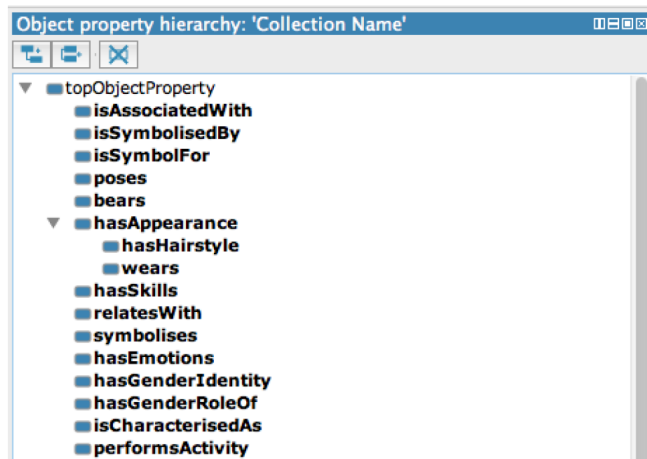 Object property hierarchy: 'Collection Name'
topObjectProperty
isAssociatedWith
isSymbolisedBy
isSymbolFor
poses
bears
hasAppearance
hasHairstyle
wears
hasSkills
relatesWith
symbolises
hasEmotions
hasGenderIdentity
hasGenderRoleOf
isCharacterisedAs
performsActivity